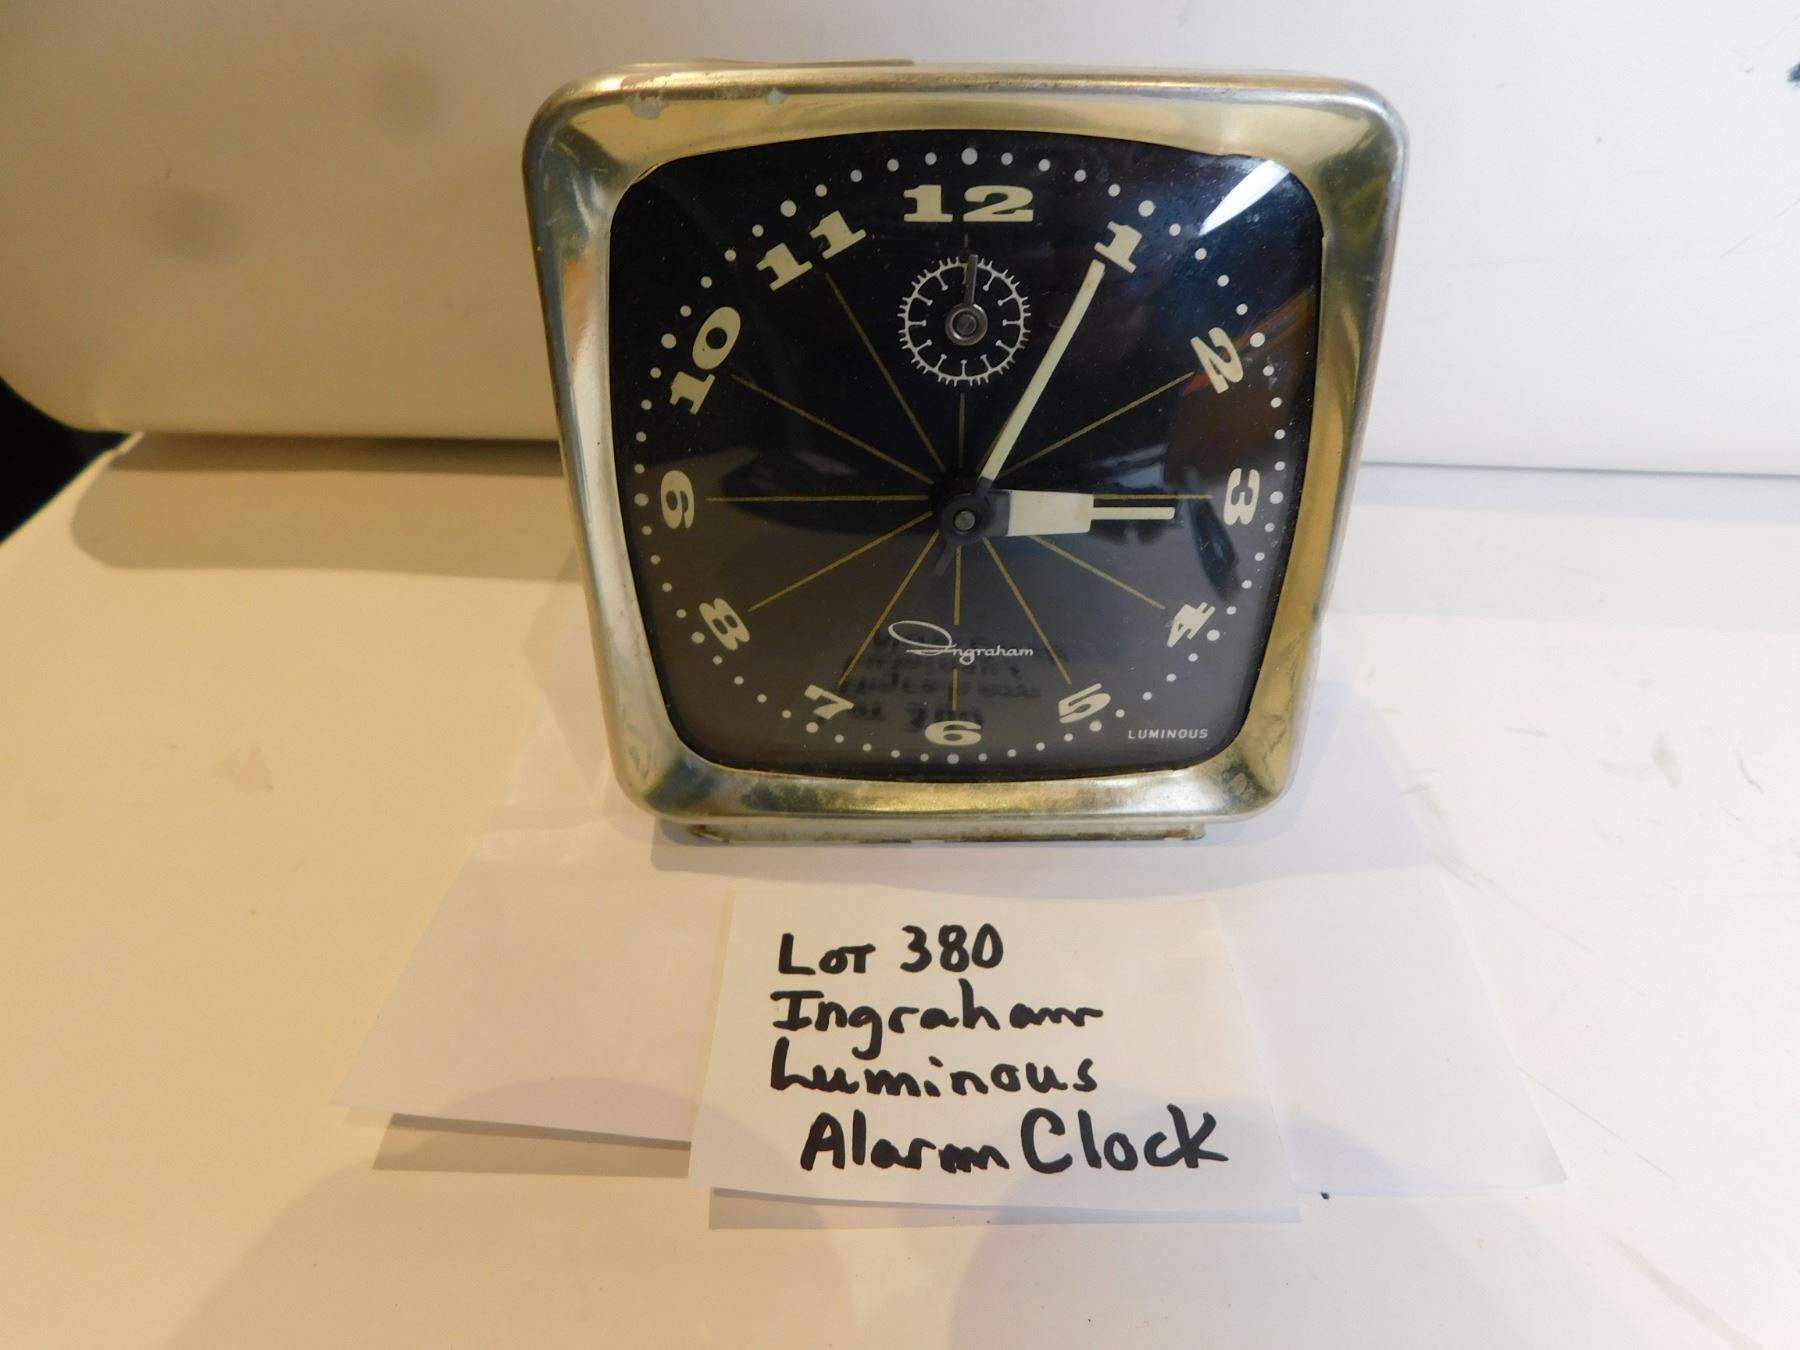 12
11
1
10
2
9
3
8
4
7
5
6
Ingraham
LUMINOUS
Lot 380
Ingraham
Luminous
Alarm Clock